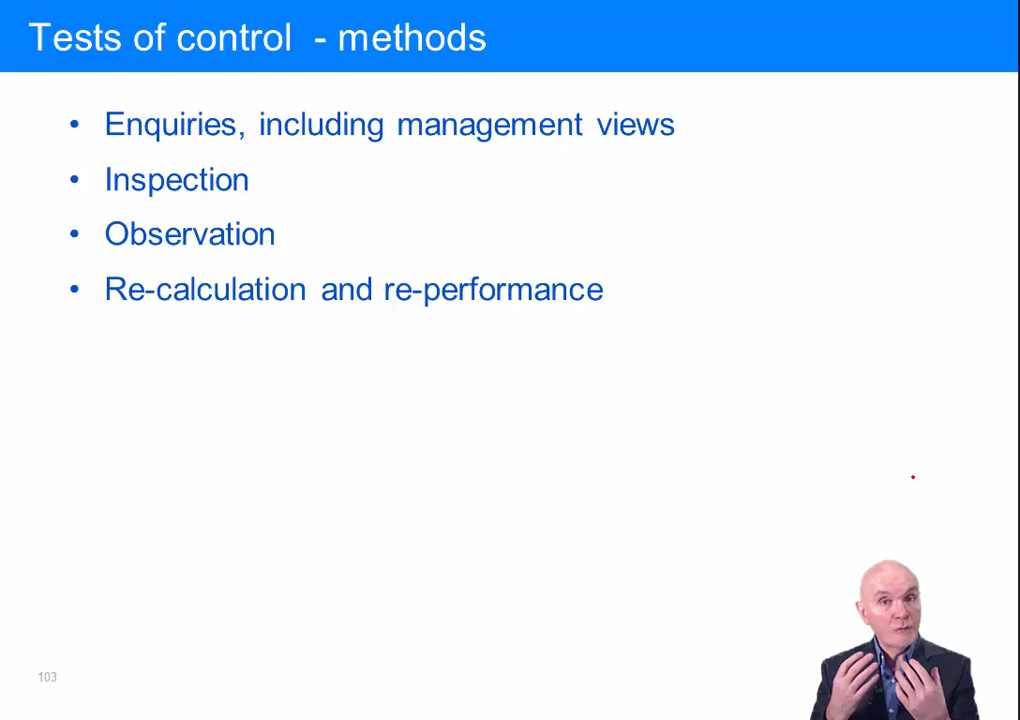 Tests of control - methods
• Enquiries, including management views
• Inspection
• Observation
• Re-calculation and re-performance
103